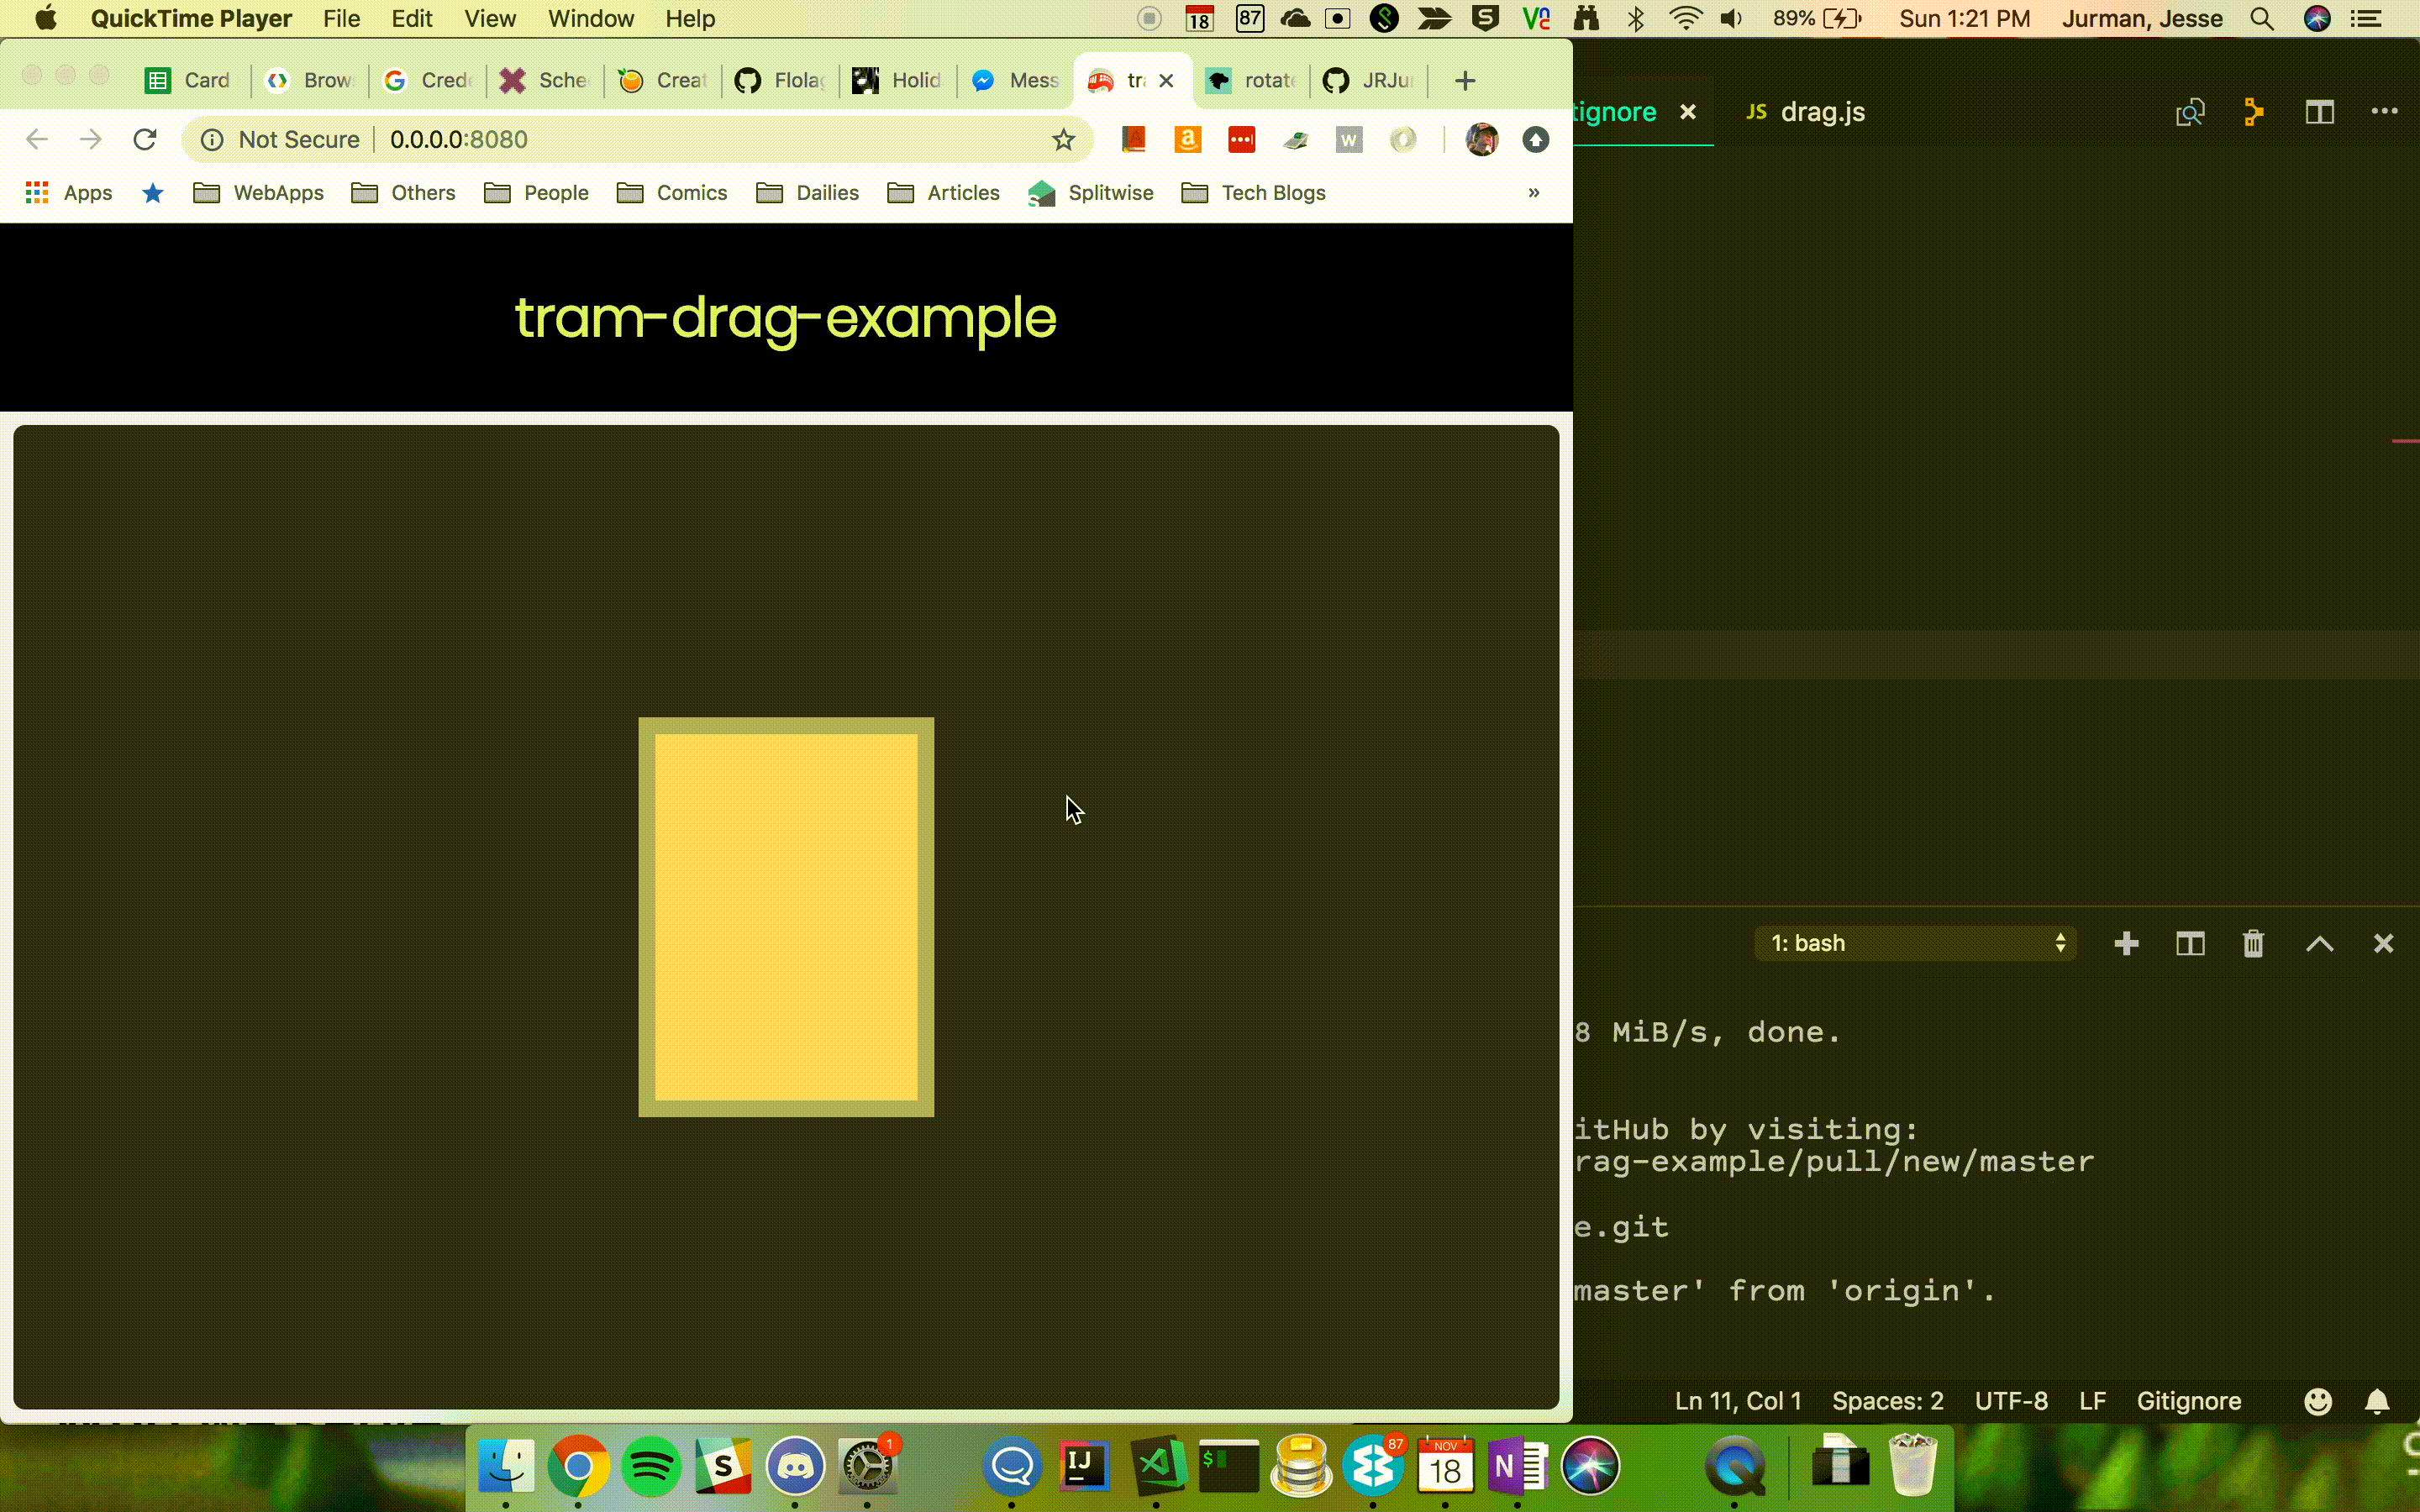 QuickTime Player File Edit View Window Help 18 87 89% Sun 1:21 PM Jurman, Jesse
Card Brow Crede Sche Creat Flola Holid Mess tr rotate JRJu
Not Secure 0.0.0.0:8080
Apps WebApps Others People Comics Dailies Articles Splitwise Tech Blogs »
tignore JS drag.js
tram-drag-example
1: bash
8 MiB/s, done.
itHub by visiting:
rag-example/pull/new/master
e.git
master' from 'origin'.
Ln 11, Col 1 Spaces: 2 UTF-8 LF Gitignore
1 IJ 87 NOV 18 N